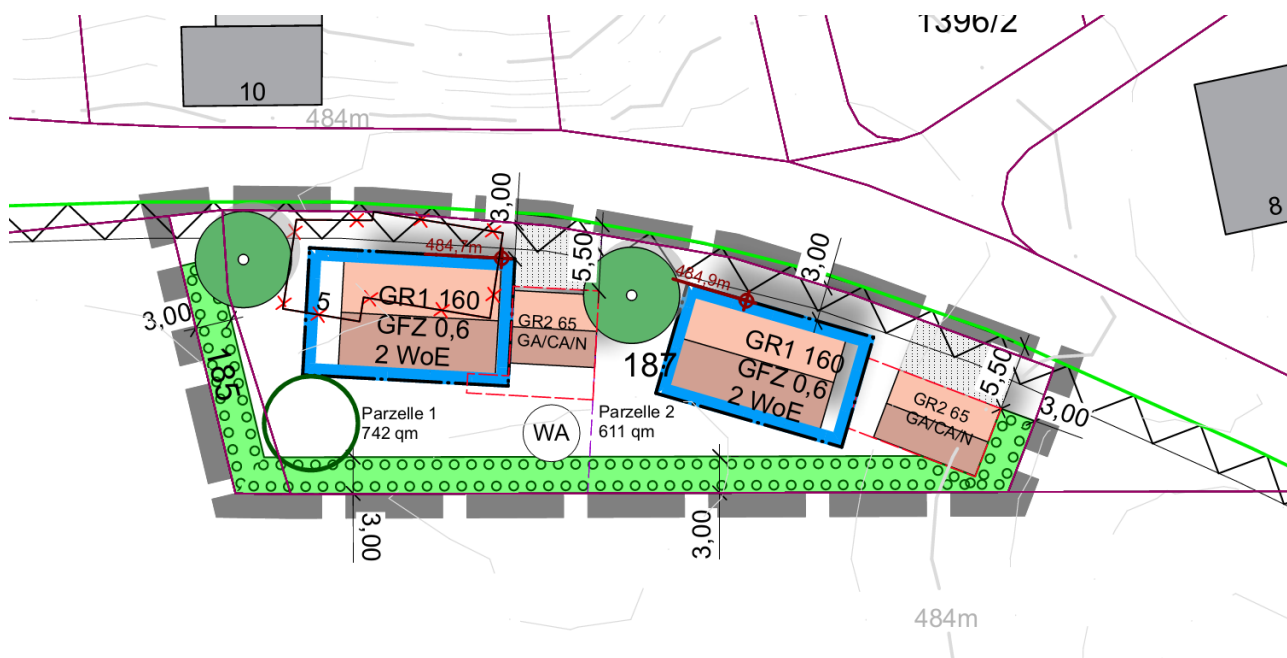 1396/2
10
484m
8
3,00
484,7m
5,50
3,00
484,9m
5
GR1 160
GFZ 0,6
2 WoE
GR2 65
GA/CA/N
3,00
185
187
GR1 160
GFZ 0,6
2 WoE
5,50
GR2 65
GA/CA/N
3,00
Parzelle 1
742 qm
WA
Parzelle 2
611 qm
3,00
3,00
484m